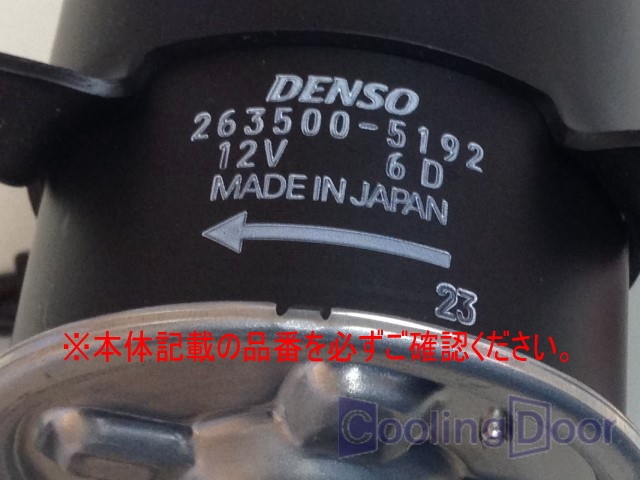 DENSO
263500-5192
12V 6D
MADE IN JAPAN
23
※本体記載の品番を必ずご確認ください。
CoolingDoor